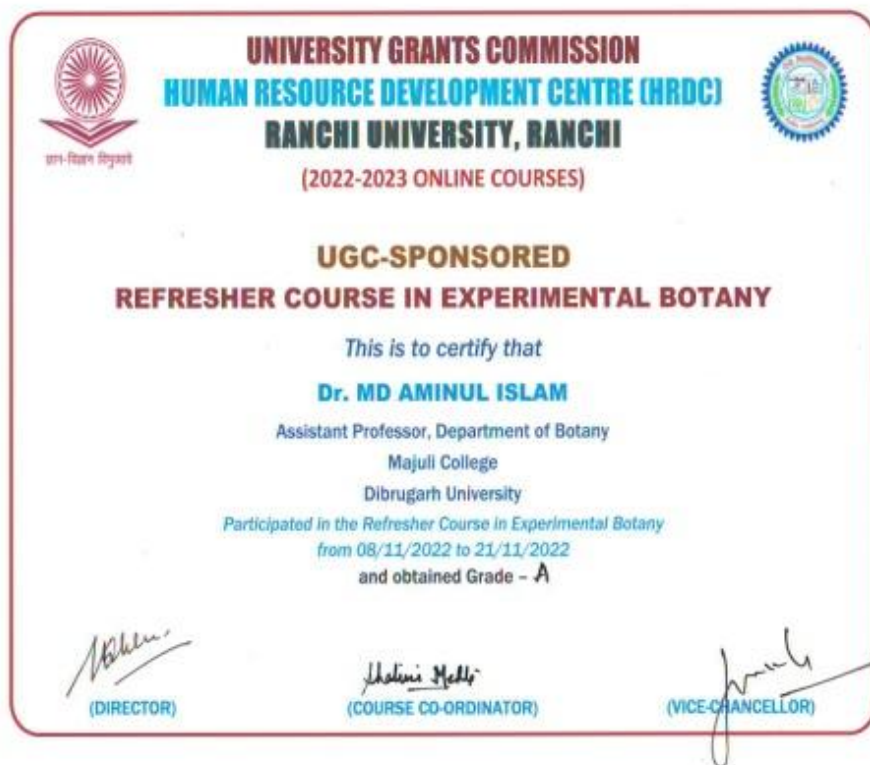 UNIVERSITY GRANTS COMMISSION
HUMAN RESOURCE DEVELOPMENT CENTRE (HRDC)
RANCHI UNIVERSITY, RANCHI
(2022-2023 ONLINE COURSES)
UGC-SPONSORED
REFRESHER COURSE IN EXPERIMENTAL BOTANY
This is to certify that
Dr. MD AMINUL ISLAM
Assistant Professor, Department of Botany
Majuli College
Dibrugarh University
Participated in the Refresher Course in Experimental Botany
from 08/11/2022 to 21/11/2022
and obtained Grade – A
(DIRECTOR)
(COURSE CO-ORDINATOR)
(VICE-CHANCELLOR)